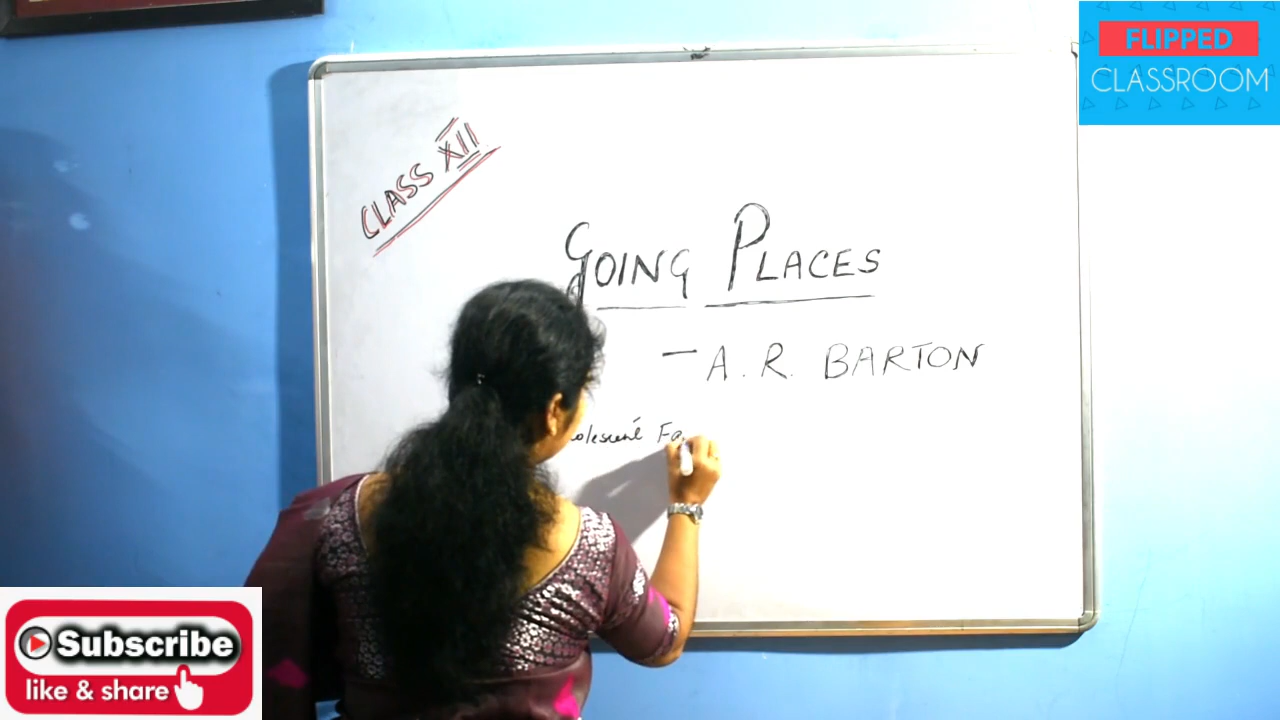 FLIPPED
CLASSROOM
CLASS XII
GOING PLACES
- A. R. BARTON
Subscribe
like & share